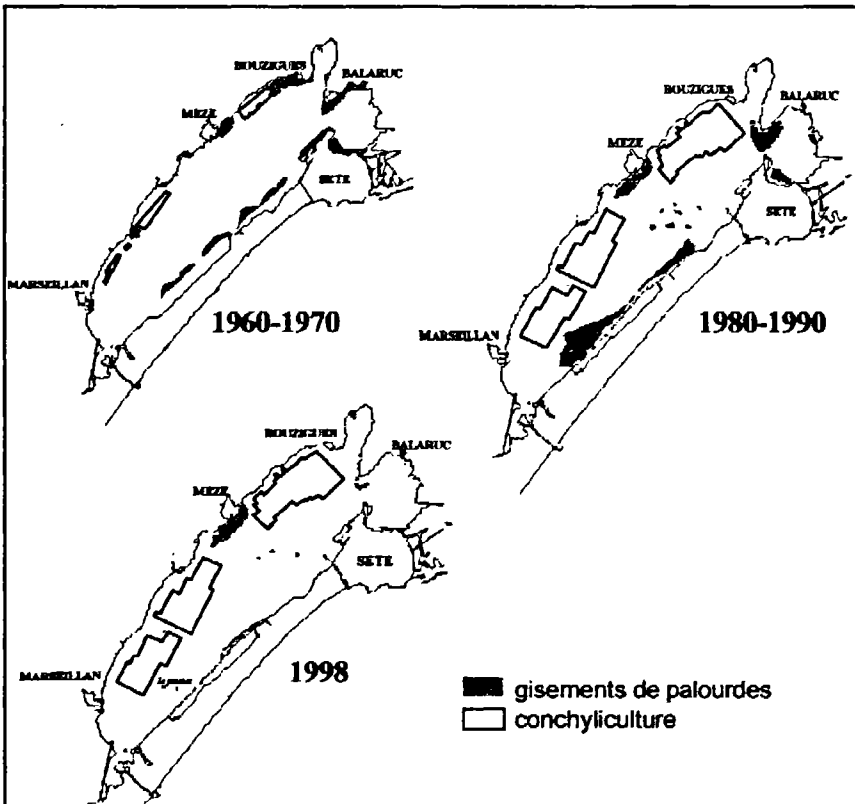 BOUZIGUES
BALARUC
MEZE
SETE
MARSEILLAN
1960-1970
BOUZIGUES
BALARUC
MEZE
SETE
MARSEILLAN
1980-1990
BOUZIGUES
BALARUC
MEZE
SETE
MARSEILLAN
1998
gisements de palourdes
conchyliculture